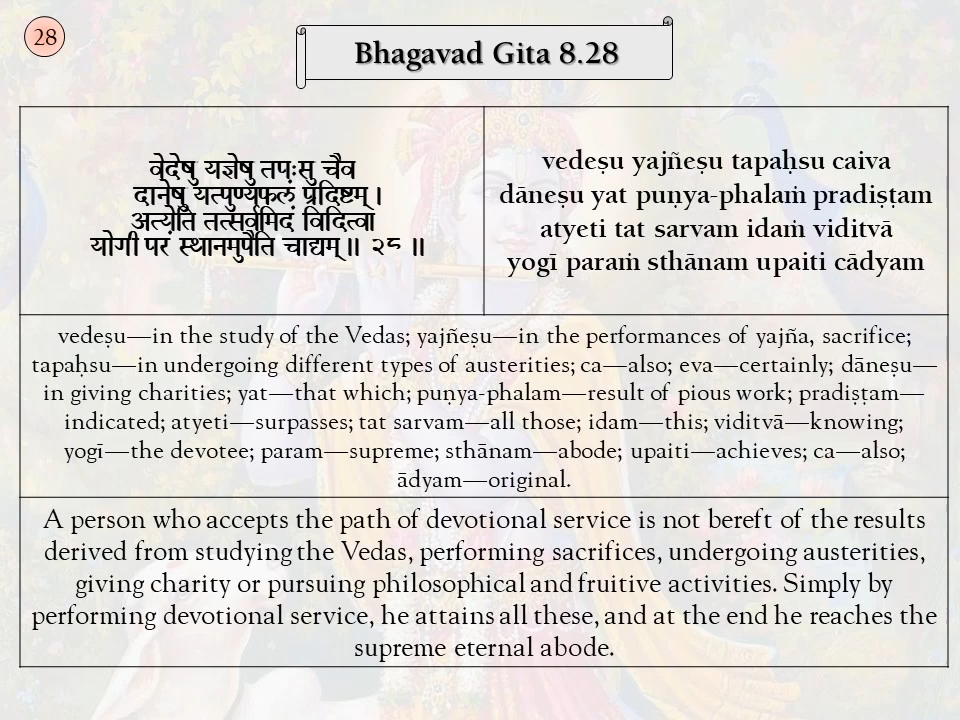 28
Bhagavad Gita 8.28
वेदेषु यज्ञेषु तपःसु चैव
दानेषु यत्पुण्यफलं प्रदिष्टम् ।
अत्येति तत्सर्वमिदं विदित्वा
योगी परं स्थानमुपैति चाद्यम् ॥ २८ ॥
vedeṣu yajñeṣu tapaḥsu caiva
dāneṣu yat puṇya-phalaṁ pradiṣṭam
atyeti tat sarvam idaṁ viditvā
yogī paraṁ sthānam upaiti cādyam
vedeṣu—in the study of the Vedas; yajñeṣu—in the performances of yajña, sacrifice;
tapaḥsu—in undergoing different types of austerities; ca—also; eva—certainly; dāneṣu—
in giving charities; yat—that which; puṇya-phalam—result of pious work; pradiṣṭam—
indicated; atyeti—surpasses; tat sarvam—all those; idam—this; viditvā—knowing;
yogī—the devotee; param—supreme; sthānam—abode; upaiti—achieves; ca—also;
ādyam—original.
A person who accepts the path of devotional service is not bereft of the results
derived from studying the Vedas, performing sacrifices, undergoing austerities,
giving charity or pursuing philosophical and fruitive activities. Simply by
performing devotional service, he attains all these, and at the end he reaches the
supreme eternal abode.